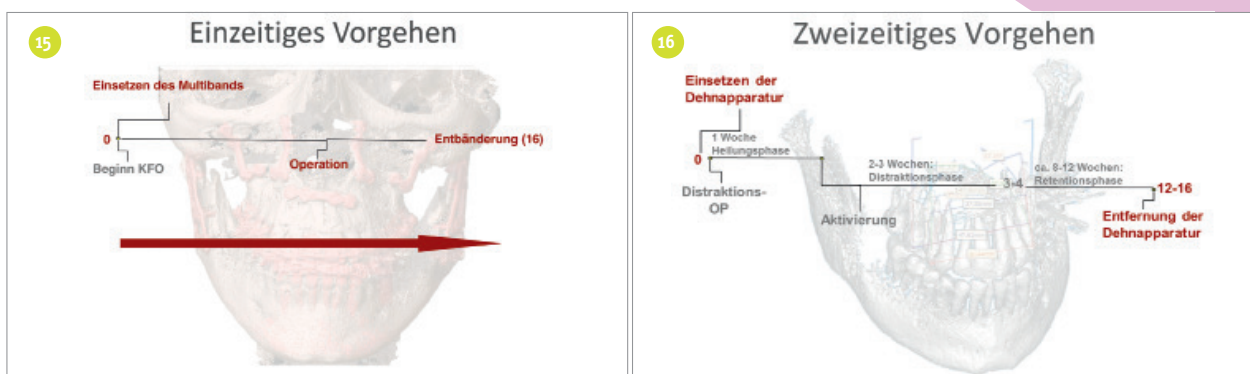 15
Einzeitiges Vorgehen
Einsetzen des Multibands
0
Beginn KFO
Operation
Entbänderung (16)
16
Zweizeitiges Vorgehen
Einsetzen der
Dehnapparatur
1 Woche
Heilungsphase
0
Distraktions-
OP
2-3 Wochen:
Distraktionsphase
Aktivierung
3-4
ca. 8-12 Wochen:
Retentionsphase
12-16
Entfernung der
Dehnapparatur